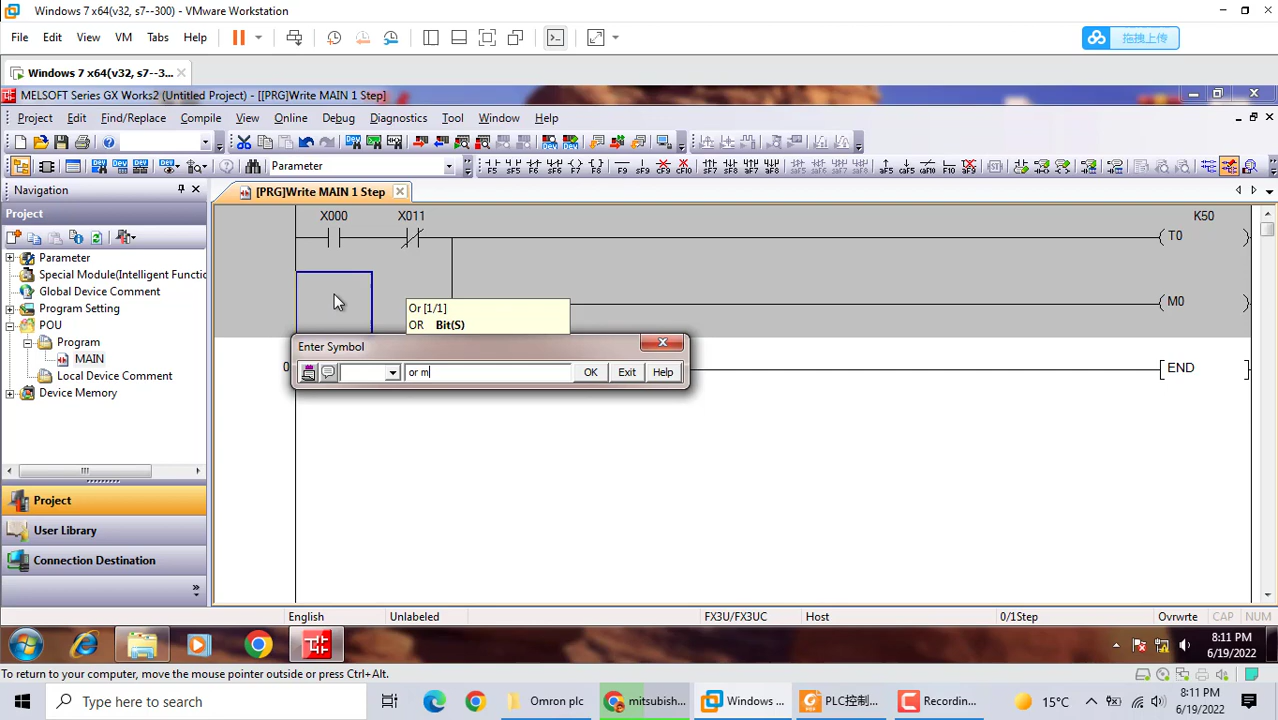 Windows 7 x64(v32, s7--300) - VMware Workstation
File Edit View VM Tabs Help
拖拽上传
Windows 7 x64(v32, s7--3...
MELSOFT Series GX Works2 (Untitled Project) - [[PRG]Write MAIN 1 Step]
Project Edit Find/Replace Compile View Online Debug Diagnostics Tool Window Help
Parameter
Navigation
[PRG]Write MAIN 1 Step
Project
X000 X011 K50
T0
Parameter
Special Module(Intelligent Functio
Global Device Comment
Program Setting
POU
Program
MAIN
Local Device Comment
Device Memory
M0
Or [1/1]
OR Bit(S)
Enter Symbol
or m
OK Exit Help
0
END
Project
User Library
Connection Destination
English Unlabeled FX3U/FX3UC Host 0/1Step Ovrwrte CAP NUM
8:11 PM
6/19/2022
To return to your computer, move the mouse pointer outside or press Ctrl+Alt.
Type here to search
Omron plc
mitsubish...
Windows ...
PLC控制...
Recordin...
15°C
8:11 PM
6/19/2022